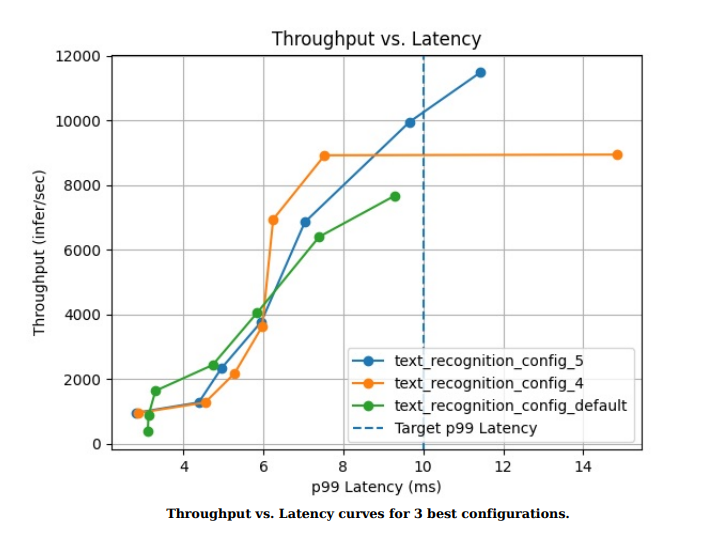 Throughput vs. Latency
12000
10000
8000
6000
4000
2000
0
Throughput (infer/sec)
text_recognition_config_5
text_recognition_config_4
text_recognition_config_default
Target p99 Latency
4 6 8 10 12 14
p99 Latency (ms)
Throughput vs. Latency curves for 3 best configurations.